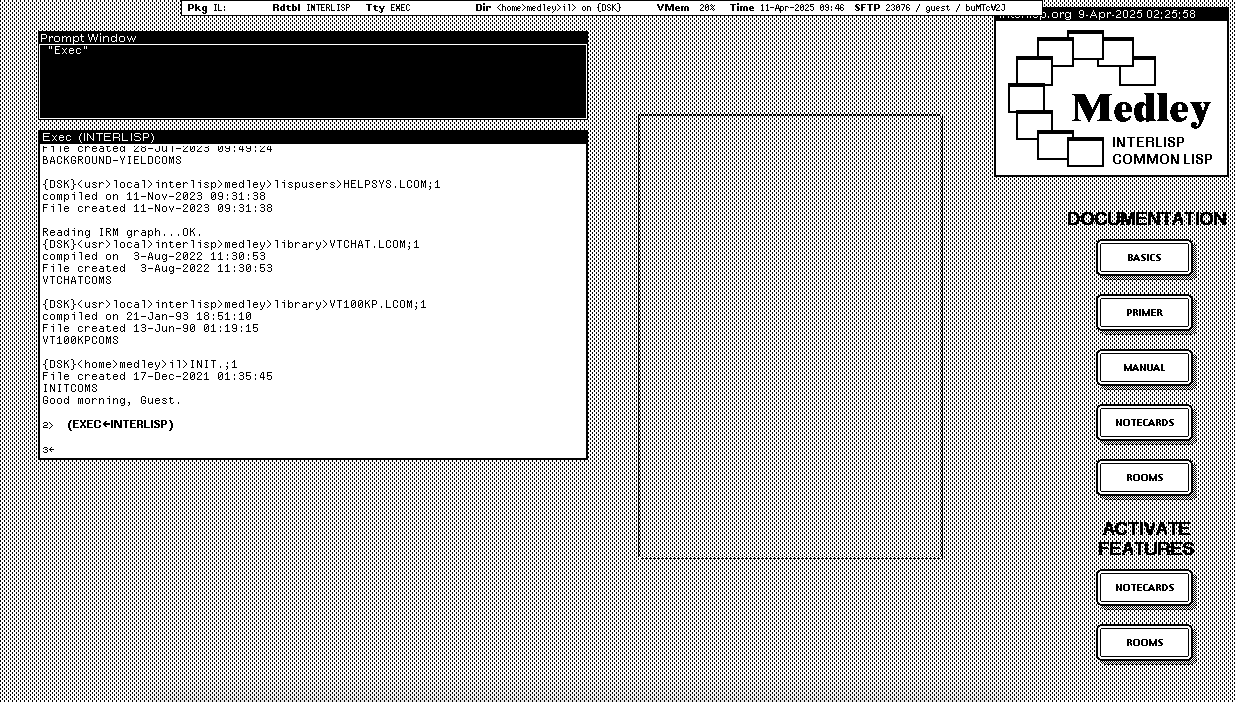 Pkg IL: Rdtbl INTERLISP Tty EXEC Dir <home>medley>il> on {DSK} VMem 20% Time 11-Apr-2025 09:46 SFTP 23076 / guest / buMTcV2J
Prompt Window
"Exec"
Exec (INTERLISP)
File created 28-Jul-2023 09:49:24
BACKGROUND-YIELDCOMS
{DSK}<usr>local>interlisp>medley>lispusers>HELPSYS.LCOM;1
compiled on 11-Nov-2023 09:31:38
File created 11-Nov-2023 09:31:38
Reading IRM graph...OK.
{DSK}<usr>local>interlisp>medley>library>VTCHAT.LCOM;1
compiled on 3-Aug-2022 11:30:53
File created 3-Aug-2022 11:30:53
VTCHATCOMS
{DSK}<usr>local>interlisp>medley>library>VT100KP.LCOM;1
compiled on 21-Jan-93 18:51:10
File created 13-Jun-90 01:19:15
VT100KPCOMS
{DSK}<home>medley>il>INIT.;1
File created 17-Dec-2021 01:35:45
INITCOMS
Good morning, Guest.
2> (EXEC←INTERLISP)
3←
interlisp.org 9-Apr-2025 02:25:58
Medley
INTERLISP
COMMON LISP
DOCUMENTATION
BASICS
PRIMER
MANUAL
NOTECARDS
ROOMS
ACTIVATE
FEATURES
NOTECARDS
ROOMS